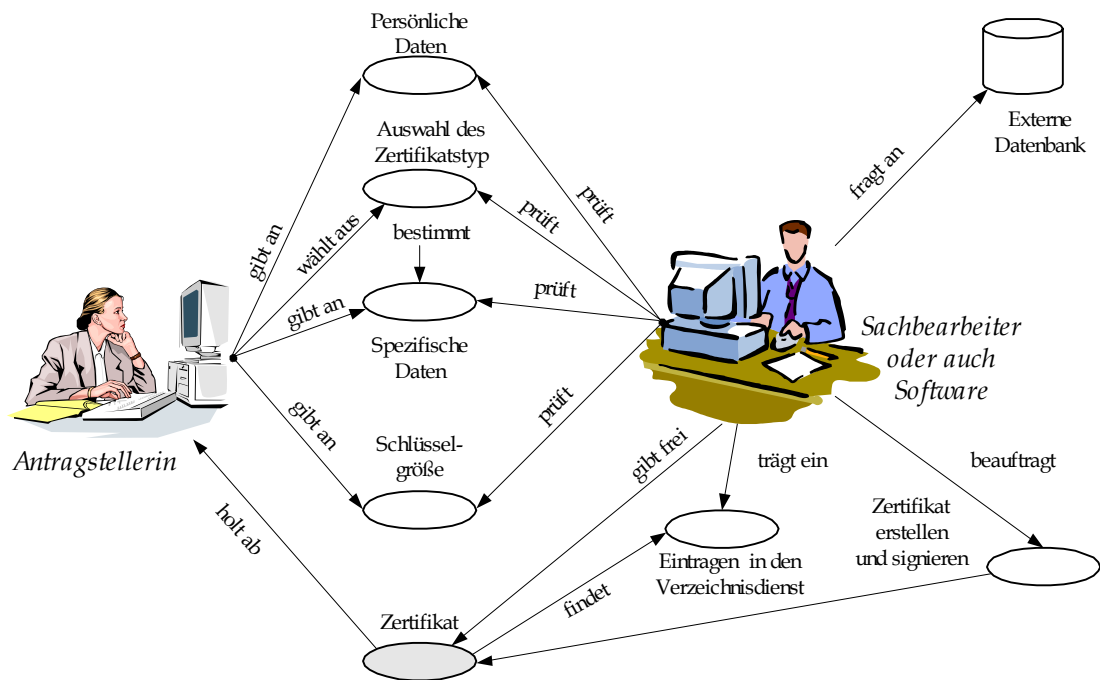 Persönliche
Daten
Externe
Datenbank
Auswahl des
Zertifikatstyp
fragt an
prüft
gibt an
wählt aus
prüft
bestimmt
gibt an
prüft
Spezifische
Daten
Sachbearbeiter
oder auch
Software
gibt an
prüft
Antragstellerin
Schlüssel-
größe
gibt frei
trägt ein
beauftragt
holt ab
Zertifikat
erstellen
und signieren
Eintragen in den
Verzeichnisdienst
findet
Zertifikat